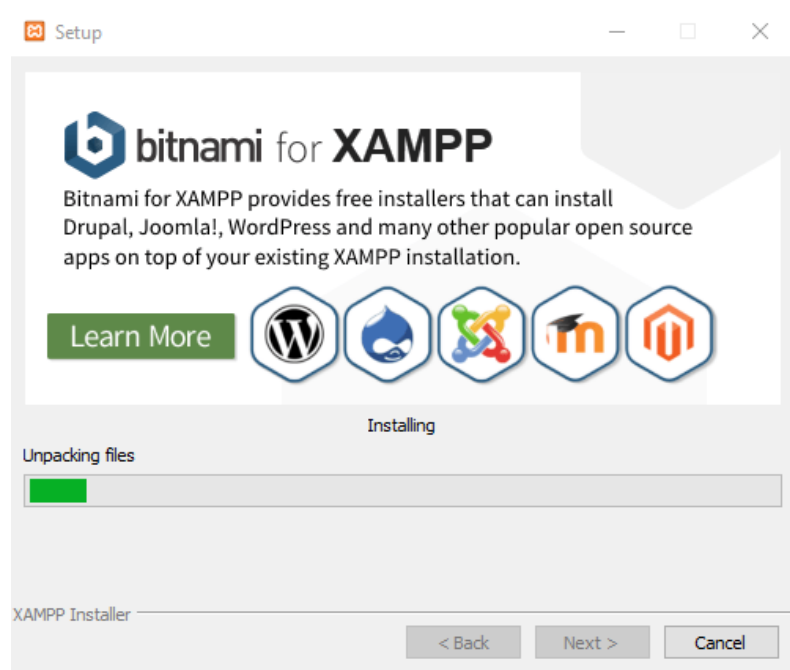 Setup
bitnami for XAMPP
Bitnami for XAMPP provides free installers that can install
Drupal, Joomla!, WordPress and many other popular open source
apps on top of your existing XAMPP installation.
Learn More
Installing
Unpacking files
XAMPP Installer
< Back Next > Cancel